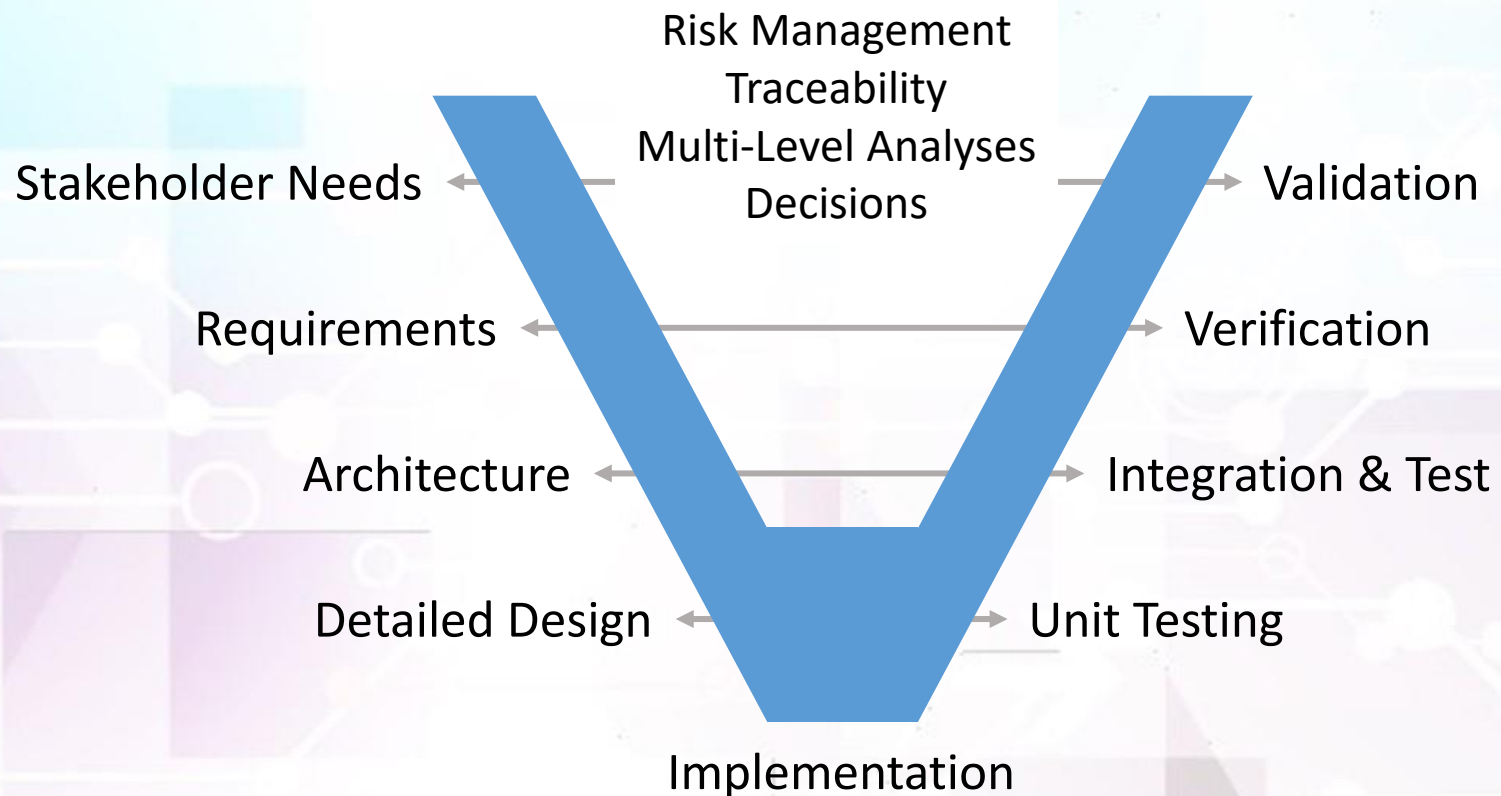 Risk Management
Traceability
Multi-Level Analyses
Decisions
Stakeholder Needs
Validation
Requirements
Verification
Architecture
Integration & Test
Detailed Design
Unit Testing
Implementation